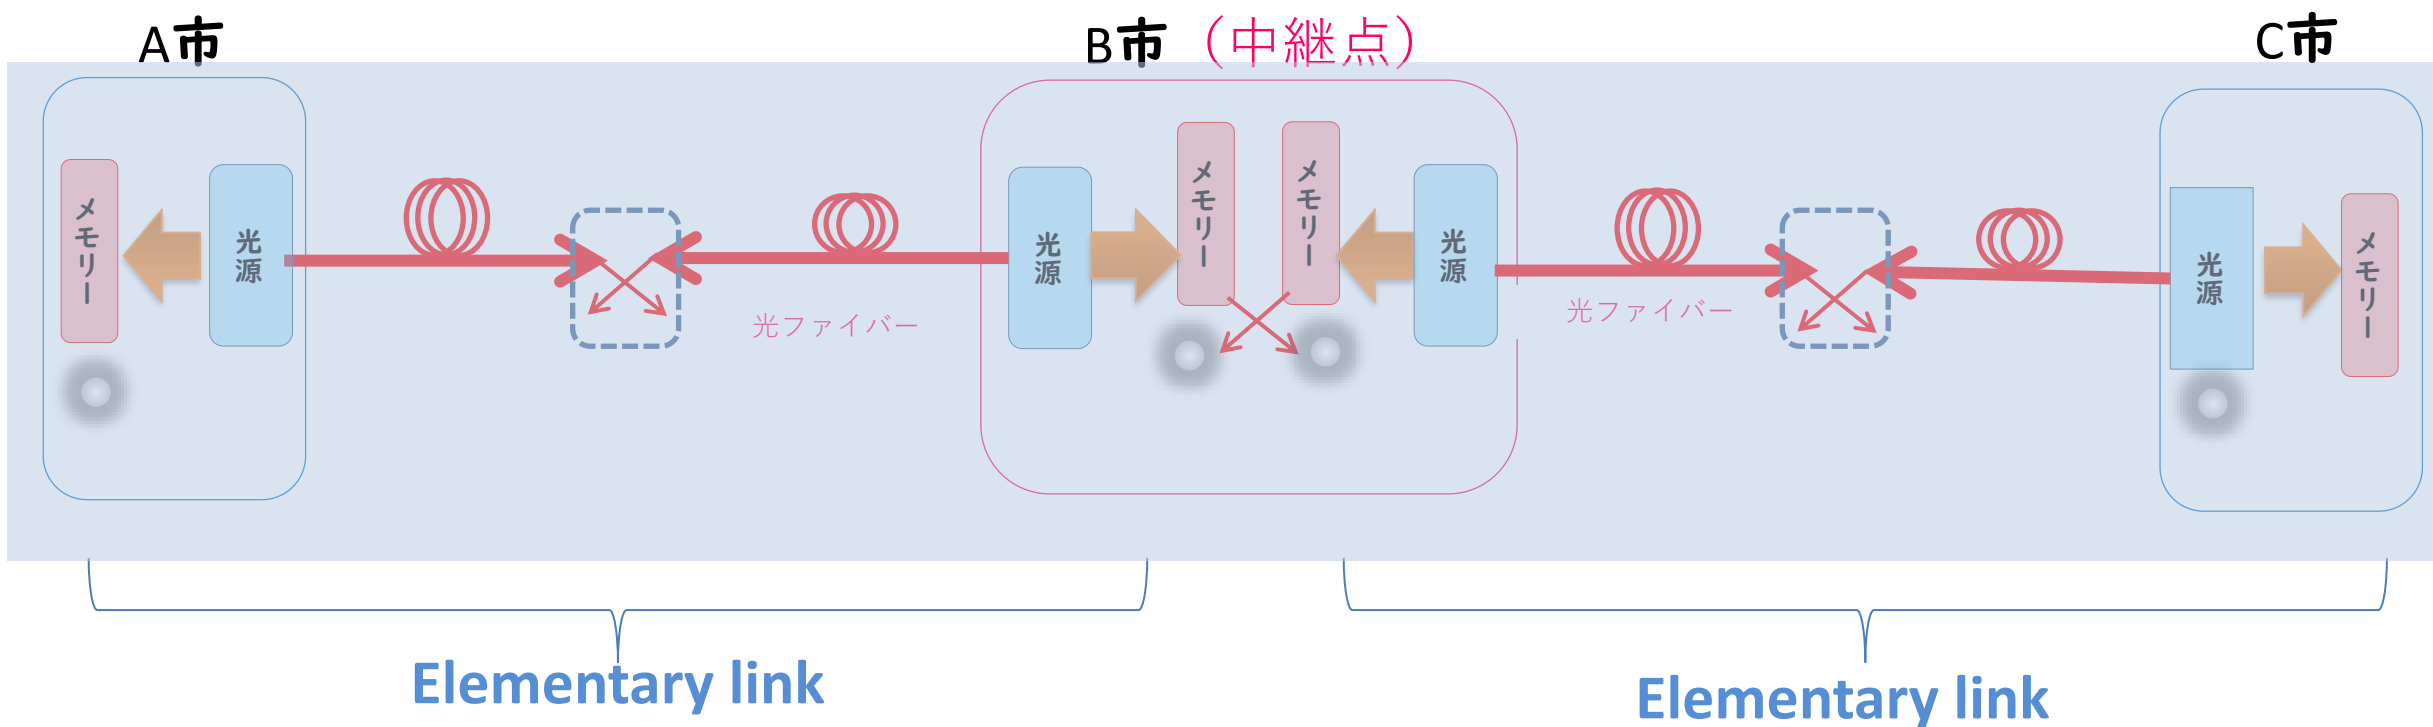 A市
B市（中継点）
C市
メモリー
光源
光ファイバー
光源
メモリー
メモリー
光源
光ファイバー
光源
メモリー
Elementary link
Elementary link